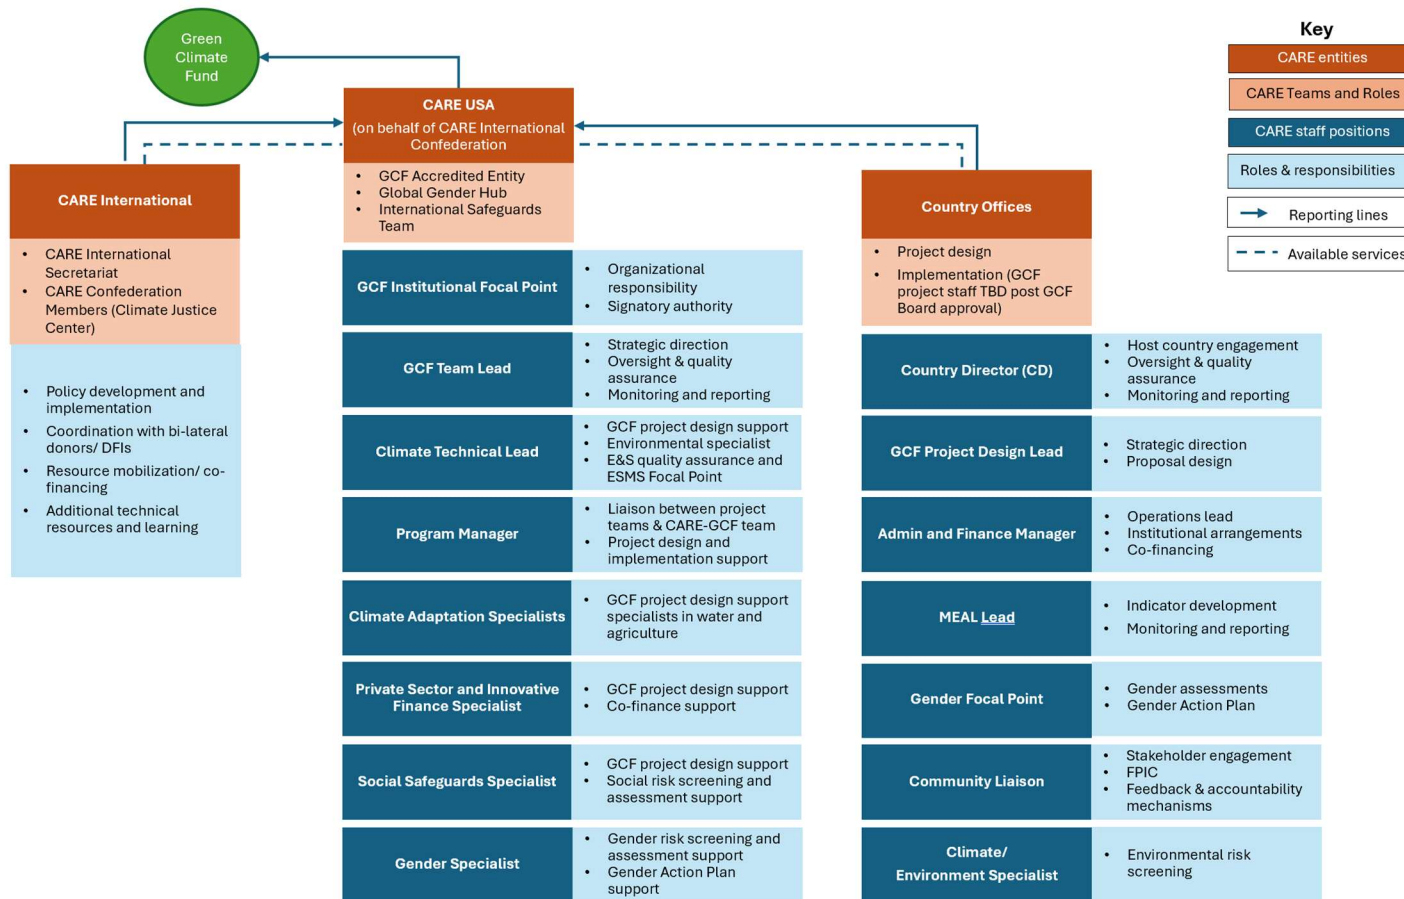 Green
Climate
Fund
CARE USA
(on behalf of CARE International
Confederation
• GCF Accredited Entity
• Global Gender Hub
• International Safeguards
Team
CARE International
• CARE International
Secretariat
• CARE Confederation
Members (Climate Justice
Center)
• Policy development and
implementation
• Coordination with bi-lateral
donors/ DFIs
• Resource mobilization/ co-
financing
• Additional technical
resources and learning
GCF Institutional Focal Point
• Organizational
responsibility
• Signatory authority
GCF Team Lead
• Strategic direction
• Oversight & quality
assurance
• Monitoring and reporting
Climate Technical Lead
• GCF project design support
• Environmental specialist
• E&S quality assurance and
ESMS Focal Point
Program Manager
• Liaison between project
teams & CARE-GCF team
• Project design and
implementation support
Climate Adaptation Specialists
• GCF project design support
specialists in water and
agriculture
Private Sector and Innovative
Finance Specialist
• GCF project design support
• Co-finance support
Social Safeguards Specialist
• GCF project design support
• Social risk screening and
assessment support
Gender Specialist
• Gender risk screening and
assessment support
• Gender Action Plan
support
Country Offices
• Project design
• Implementation (GCF
project staff TBD post GCF
Board approval)
Country Director (CD)
• Host country engagement
• Oversight & quality
assurance
• Monitoring and reporting
GCF Project Design Lead
• Strategic direction
• Proposal design
Admin and Finance Manager
• Operations lead
• Institutional arrangements
• Co-financing
MEAL Lead
• Indicator development
• Monitoring and reporting
Gender Focal Point
• Gender assessments
• Gender Action Plan
Community Liaison
• Stakeholder engagement
• FPIC
• Feedback & accountability
mechanisms
Climate/
Environment Specialist
• Environmental risk
screening
Key
CARE entities
CARE Teams and Roles
CARE staff positions
Roles & responsibilities
Reporting lines
Available services